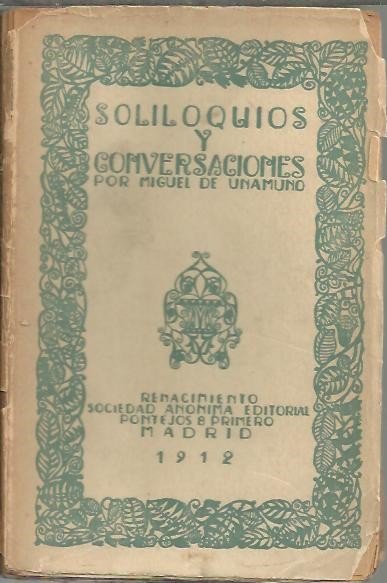 SOLILOQUIOS
Y
CONVERSACIONES
POR MIGUEL DE UNAMUNO
RENACIMIENTO
SOCIEDAD ANONIMA EDITORIAL
PONTEJOS 8 PRIMERO
MADRID
1912